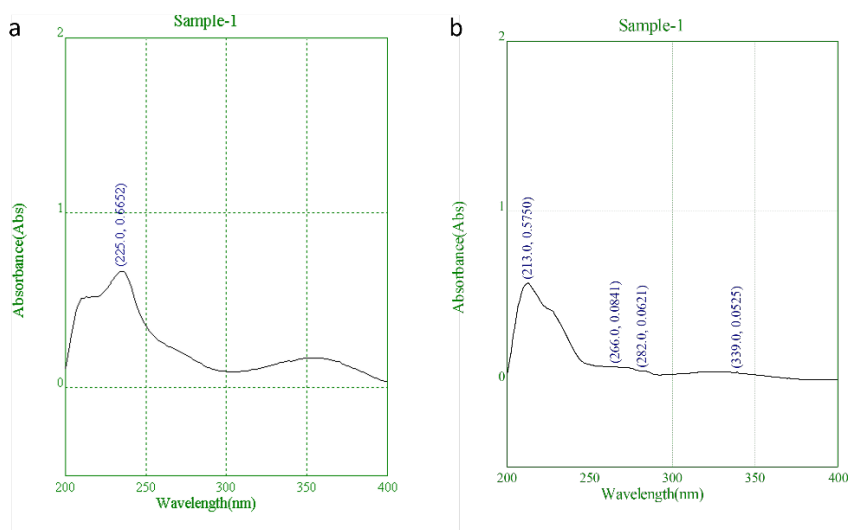 a
Sample-1
2
1
0
Absorbance(Abs)
(225.0, 0.6652)
200
250
300
350
400
Wavelength(nm)
b
Sample-1
2
1
0
Absorbance(Abs)
(213.0, 0.5750)
(266.0, 0.0841)
(282.0, 0.0621)
(339.0, 0.0525)
200
250
300
350
400
Wavelength(nm)